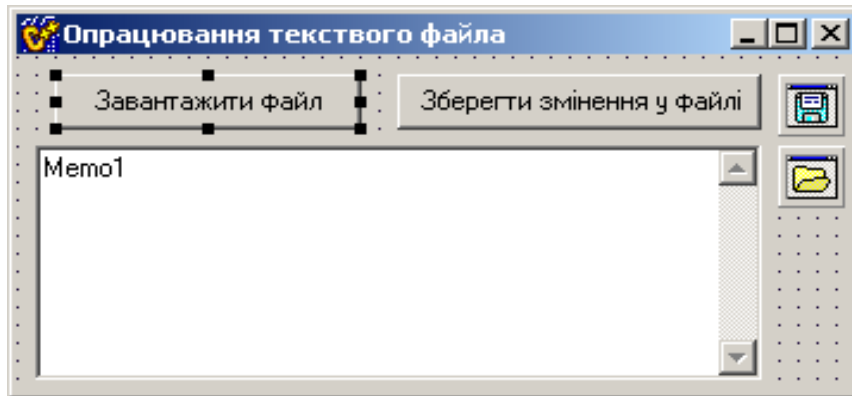 Опрацювання текствого файла
Завантажити файл
Зберегти змінення у файлі
Memo1